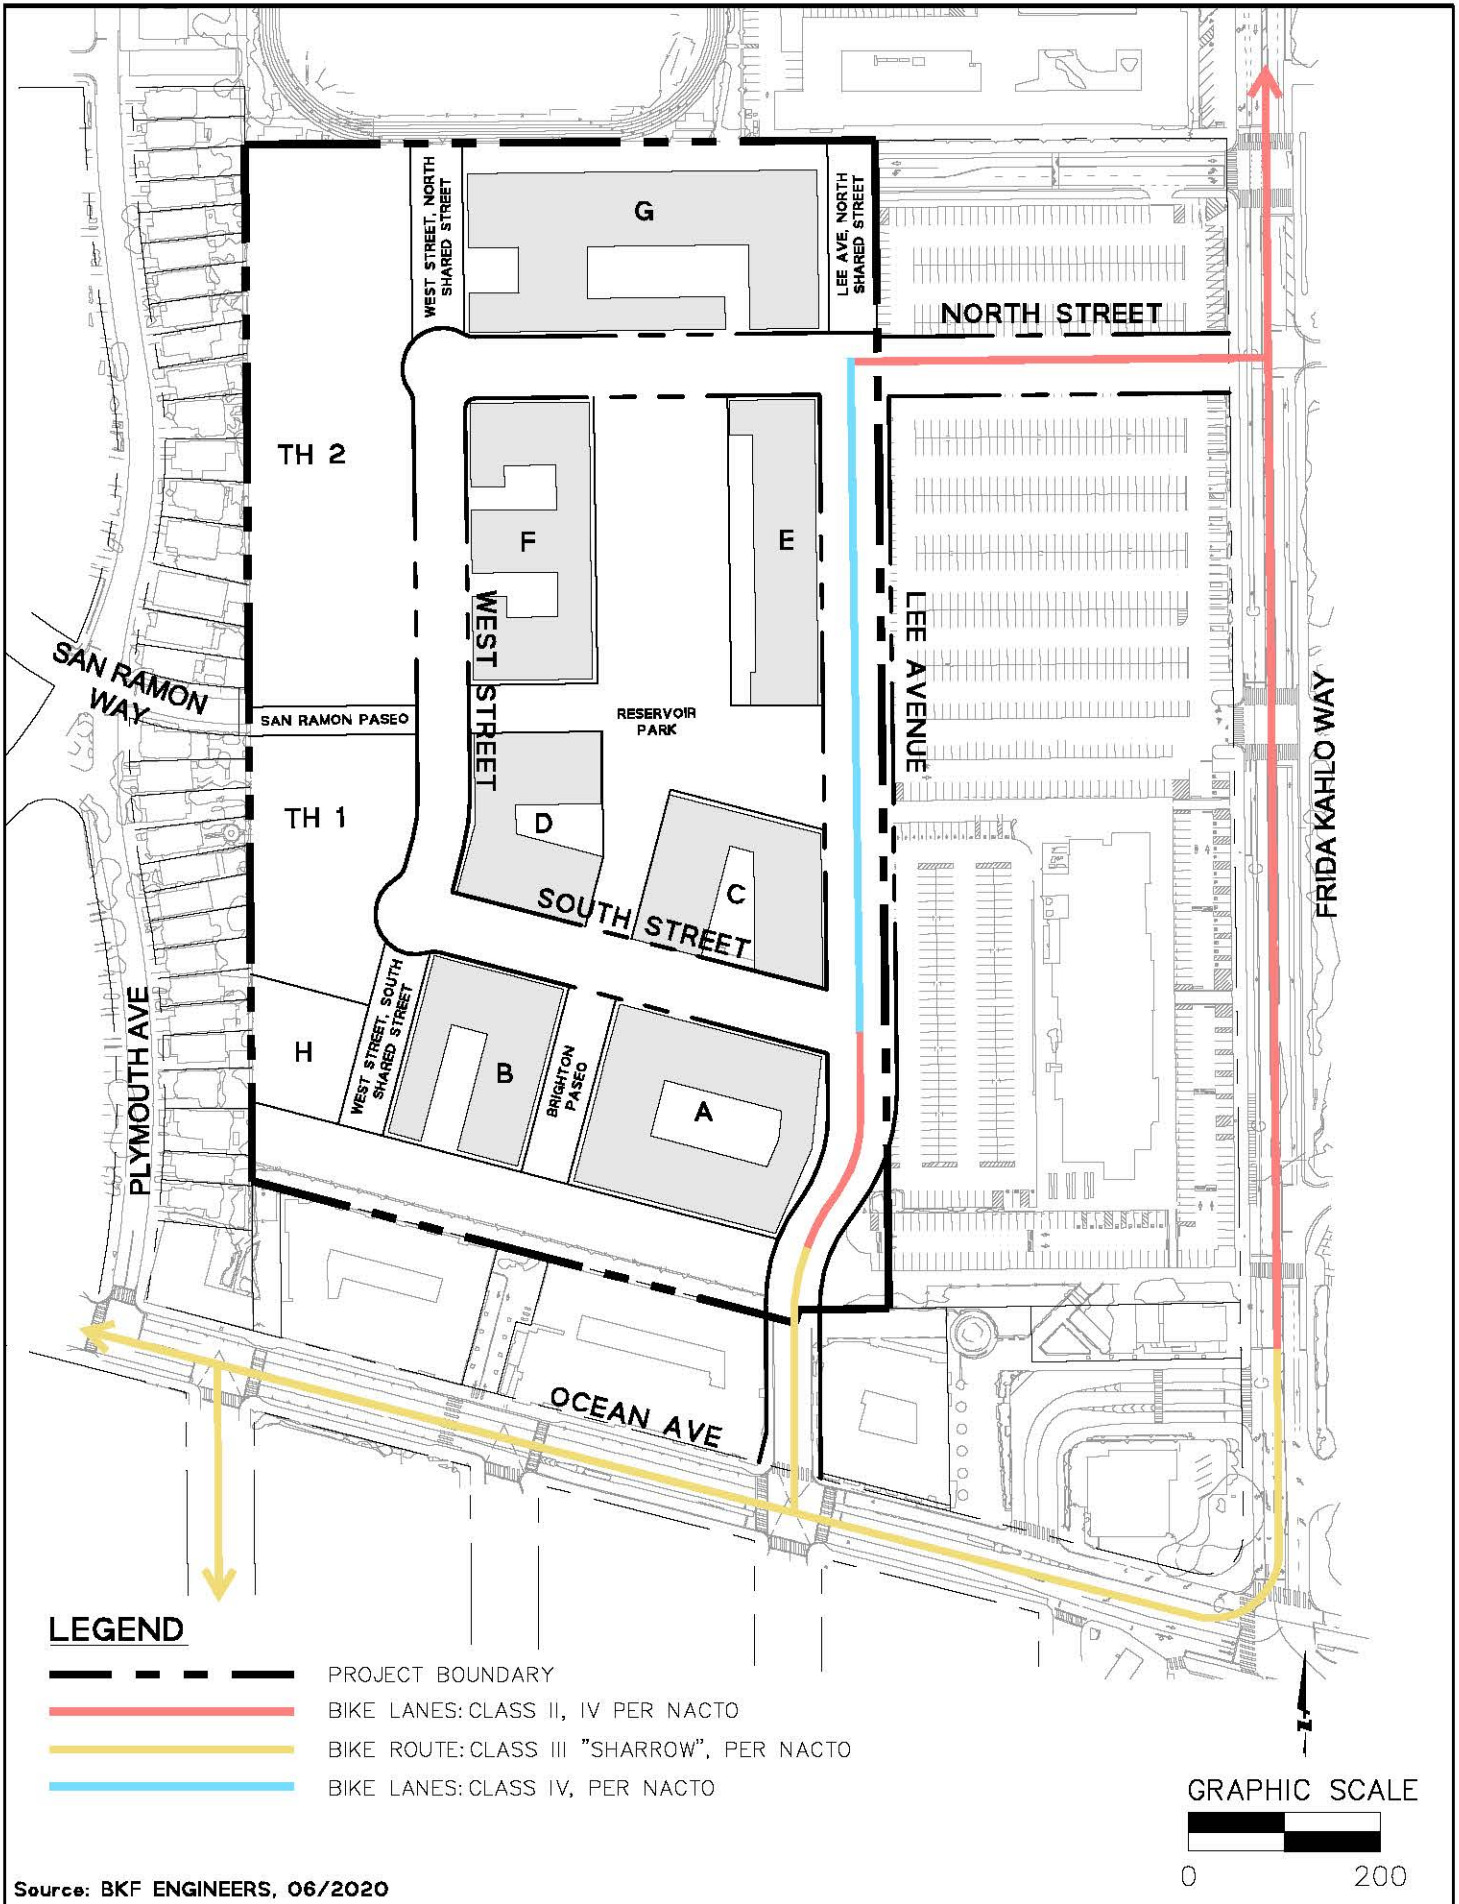 WEST STREET, NORTH
SHARED STREET
G
LEE AVE, NORTH
SHARED STREET
NORTH STREET
TH 2
F
E
WEST STREET
LEE AVENUE
SAN RAMON
WAY
SAN RAMON PASEO
RESERVOIR
PARK
FRIDA KAHLO WAY
TH 1
D
C
SOUTH STREET
PLYMOUTH AVE
H
WEST STREET, SOUTH
SHARED STREET
B
BRIGHTON
PASEO
A
OCEAN AVE
LEGEND
PROJECT BOUNDARY
BIKE LANES: CLASS II, IV PER NACTO
BIKE ROUTE: CLASS III "SHARROW", PER NACTO
BIKE LANES: CLASS IV, PER NACTO
GRAPHIC SCALE
0 200
Source: BKF ENGINEERS, 06/2020